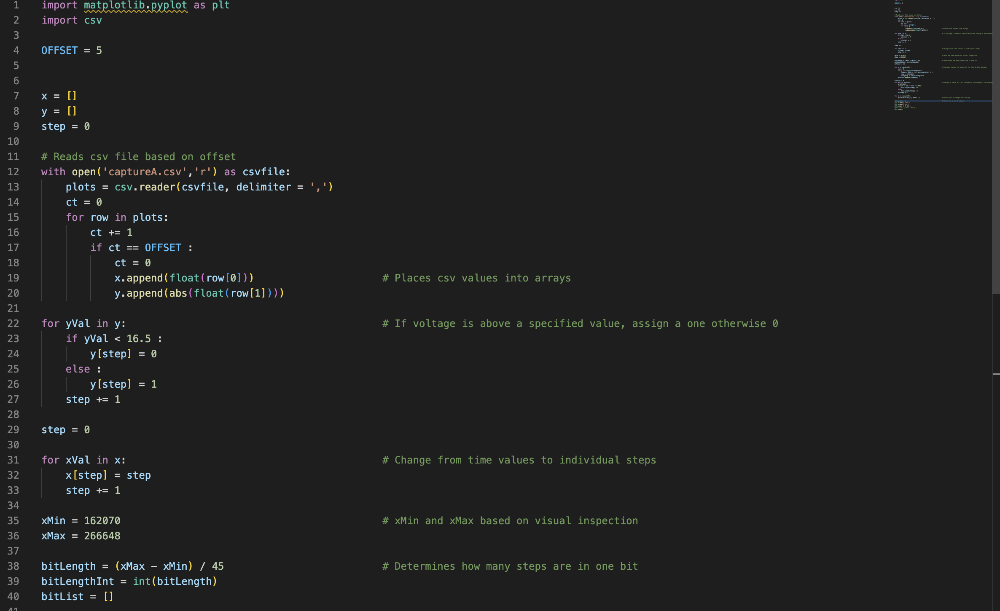 1 import matplotlib.pyplot as plt
2 import csv
3
4 OFFSET = 5
5
6
7 x = []
8 y = []
9 step = 0
10
11 # Reads csv file based on offset
12 with open('captureA.csv','r') as csvfile:
13     plots = csv.reader(csvfile, delimiter = ',')
14     ct = 0
15     for row in plots:
16         ct += 1
17         if ct == OFFSET :
18             ct = 0
19             x.append(float(row[0])) # Places csv values into arrays
20             y.append(abs(float(row[1])))
21
22 for yVal in y: # If voltage is above a specified value, assign a one otherwise 0
23     if yVal < 16.5 :
24         y[step] = 0
25     else :
26         y[step] = 1
27     step += 1
28
29 step = 0
30
31 for xVal in x: # Change from time values to individual steps
32     x[step] = step
33     step += 1
34
35 xMin = 162070 # xMin and xMax based on visual inspection
36 xMax = 266648
37
38 bitLength = (xMax - xMin) / 45 # Determines how many steps are in one bit
39 bitLengthInt = int(bitLength)
40 bitList = []
41